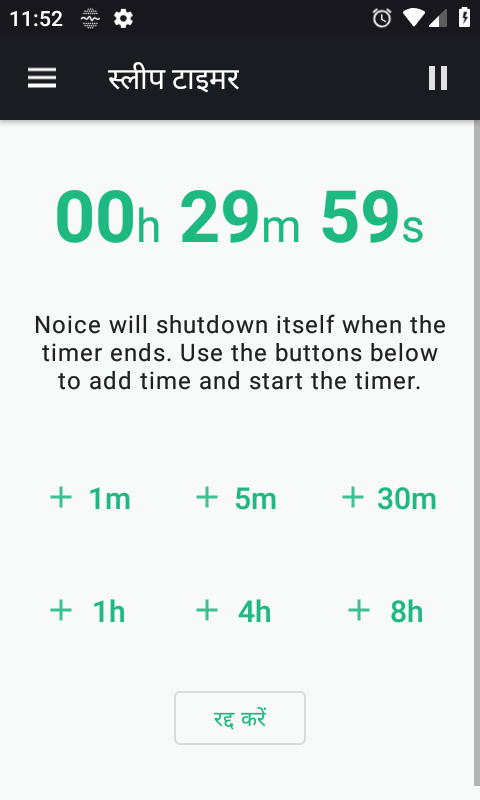 11:52
स्लीप टाइमर
00h 29m 59s
Noice will shutdown itself when the
timer ends. Use the buttons below
to add time and start the timer.
+ 1m + 5m + 30m
+ 1h + 4h + 8h
रद्द करें